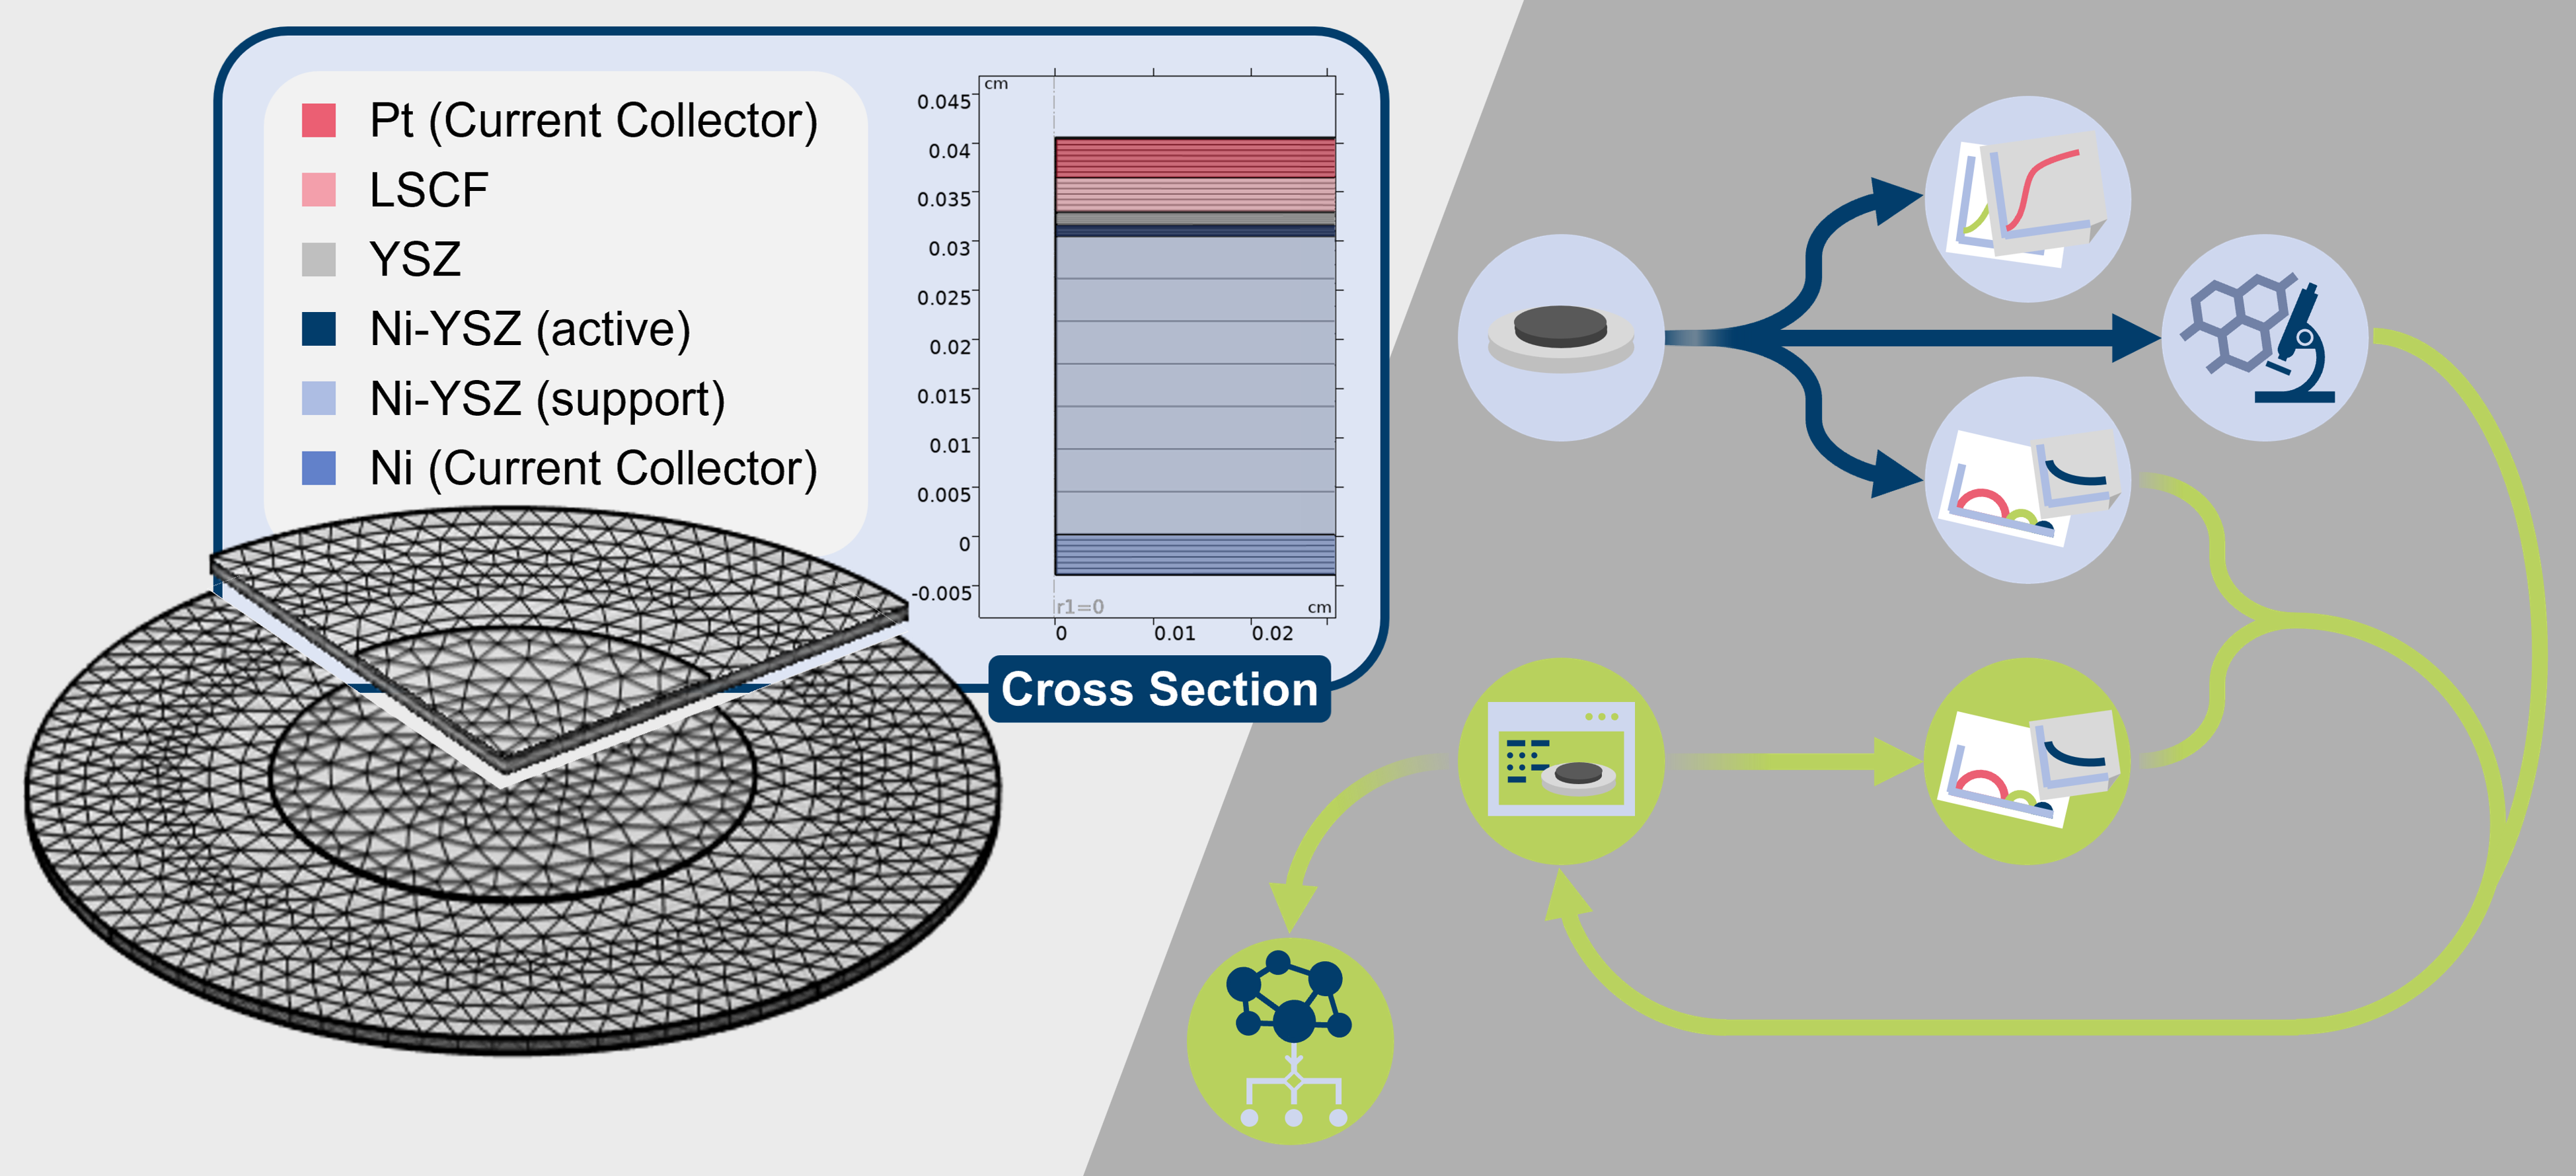 Pt (Current Collector)
LSCF
YSZ
Ni-YSZ (active)
Ni-YSZ (support)
Ni (Current Collector)
cm
0.045
0.04
0.035
0.03
0.025
0.02
0.015
0.01
0.005
0
-0.005
r1=0
cm
0 0.01 0.02
Cross Section